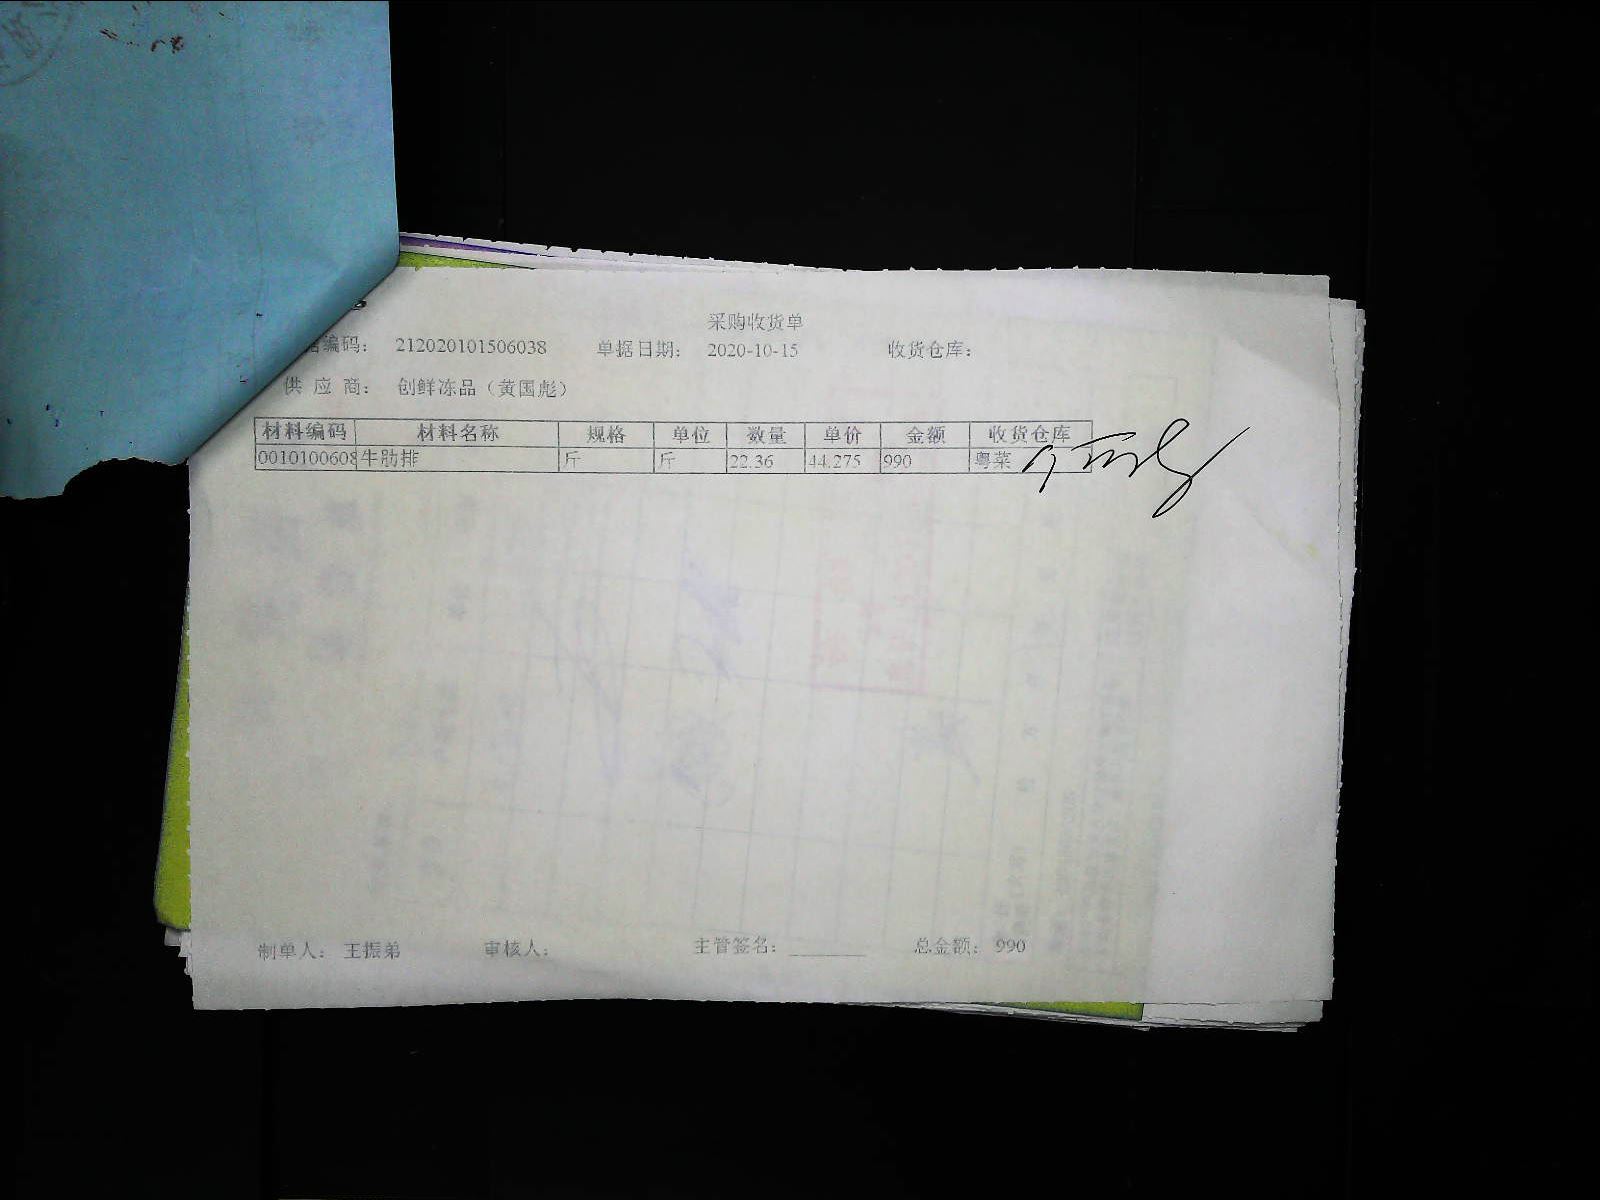 采购收货单
编码： 212020101506038 单据日期： 2020-10-15 收货仓库：
供 应 商： 创鲜冻品（黄国彪）
材料编码 材料名称 规格 单位 数量 单价 金额 收货仓库
0010100608 牛肋排 斤 斤 22.36 44.275 990 粤菜
制单人： 王振弟 审核人： 主管签名： 总金额： 990